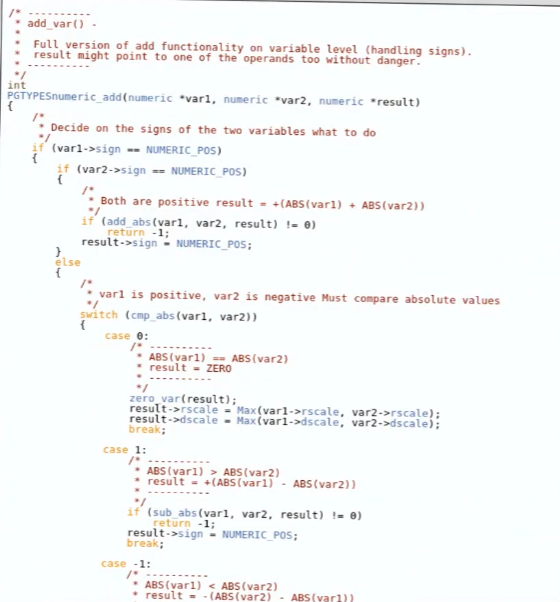 /* ----------
 * add_var() -
 *
 *	Full version of add functionality on variable level (handling signs).
 *	result might point to one of the operands too without danger.
 * ----------
 */
int
PGTYPESnumeric_add(numeric *var1, numeric *var2, numeric *result)
{
	/*
	 * Decide on the signs of the two variables what to do
	 */
	if (var1->sign == NUMERIC_POS)
	{
		if (var2->sign == NUMERIC_POS)
		{
			/*
			 * Both are positive result = +(ABS(var1) + ABS(var2))
			 */
			if (add_abs(var1, var2, result) != 0)
				return -1;
			result->sign = NUMERIC_POS;
		}
		else
		{
			/*
			 * var1 is positive, var2 is negative Must compare absolute values
			 */
			switch (cmp_abs(var1, var2))
			{
				case 0:
					/* ----------
					 * ABS(var1) == ABS(var2)
					 * result = ZERO
					 * ----------
					 */
					zero_var(result);
					result->rscale = Max(var1->rscale, var2->rscale);
					result->dscale = Max(var1->dscale, var2->dscale);
					break;

				case 1:
					/* ----------
					 * ABS(var1) > ABS(var2)
					 * result = +(ABS(var1) - ABS(var2))
					 * ----------
					 */
					if (sub_abs(var1, var2, result) != 0)
						return -1;
					result->sign = NUMERIC_POS;
					break;

				case -1:
					/* ----------
					 * ABS(var1) < ABS(var2)
					 * result = -(ABS(var2) - ABS(var1))